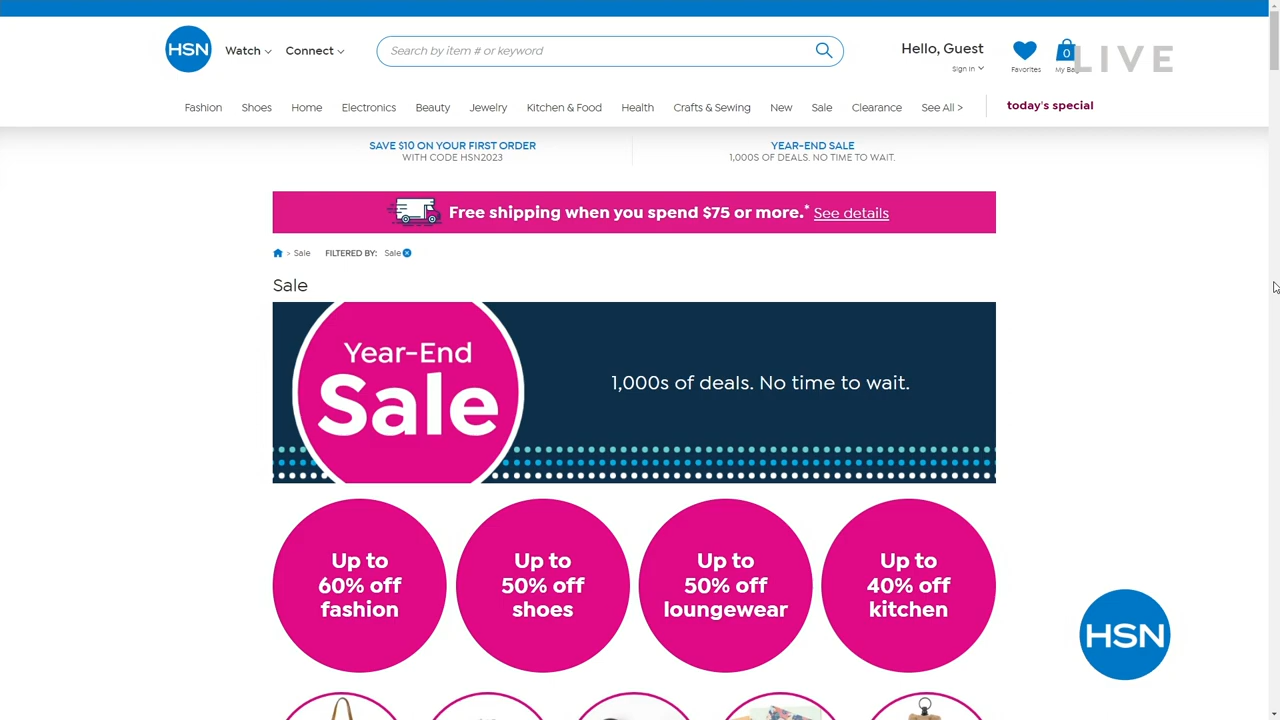 HSN
Watch
Connect
Search by item # or keyword
Hello, Guest
Sign in
Favorites
0
My Bag
LIVE
Fashion
Shoes
Home
Electronics
Beauty
Jewelry
Kitchen & Food
Health
Crafts & Sewing
New
Sale
Clearance
See All >
today's special
SAVE $10 ON YOUR FIRST ORDER
WITH CODE HSN2023
YEAR-END SALE
1,000S OF DEALS. NO TIME TO WAIT.
Free shipping when you spend $75 or more.* See details
> Sale
FILTERED BY:
Sale
Sale
Year-End
Sale
1,000s of deals. No time to wait.
Up to
60% off
fashion
Up to
50% off
shoes
Up to
50% off
loungewear
Up to
40% off
kitchen
HSN